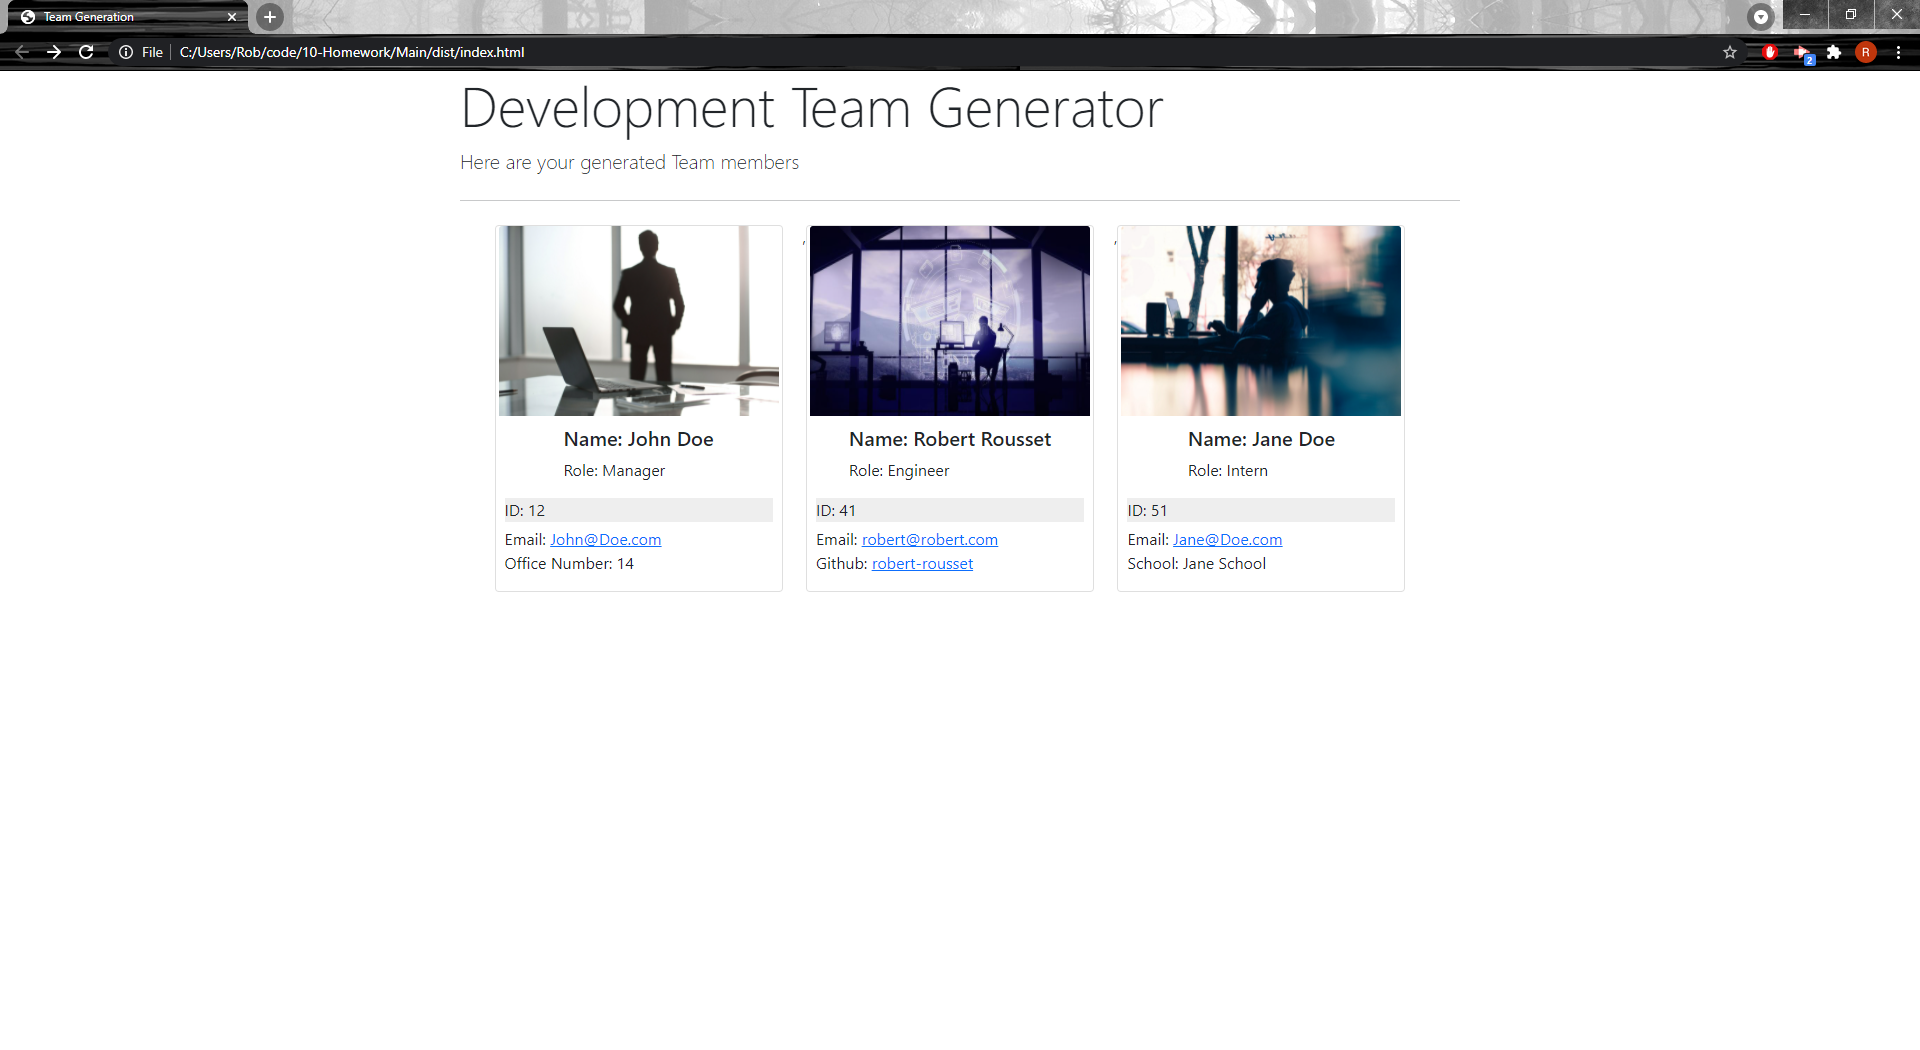 Team Generation
File C:/Users/Rob/code/10-Homework/Main/dist/index.html
R
2
Development Team Generator
Here are your generated Team members
, ,
Name: John Doe
Role: Manager
ID: 12
Email: John@Doe.com
Office Number: 14
Name: Robert Rousset
Role: Engineer
ID: 41
Email: robert@robert.com
Github: robert-rousset
Name: Jane Doe
Role: Intern
ID: 51
Email: Jane@Doe.com
School: Jane School